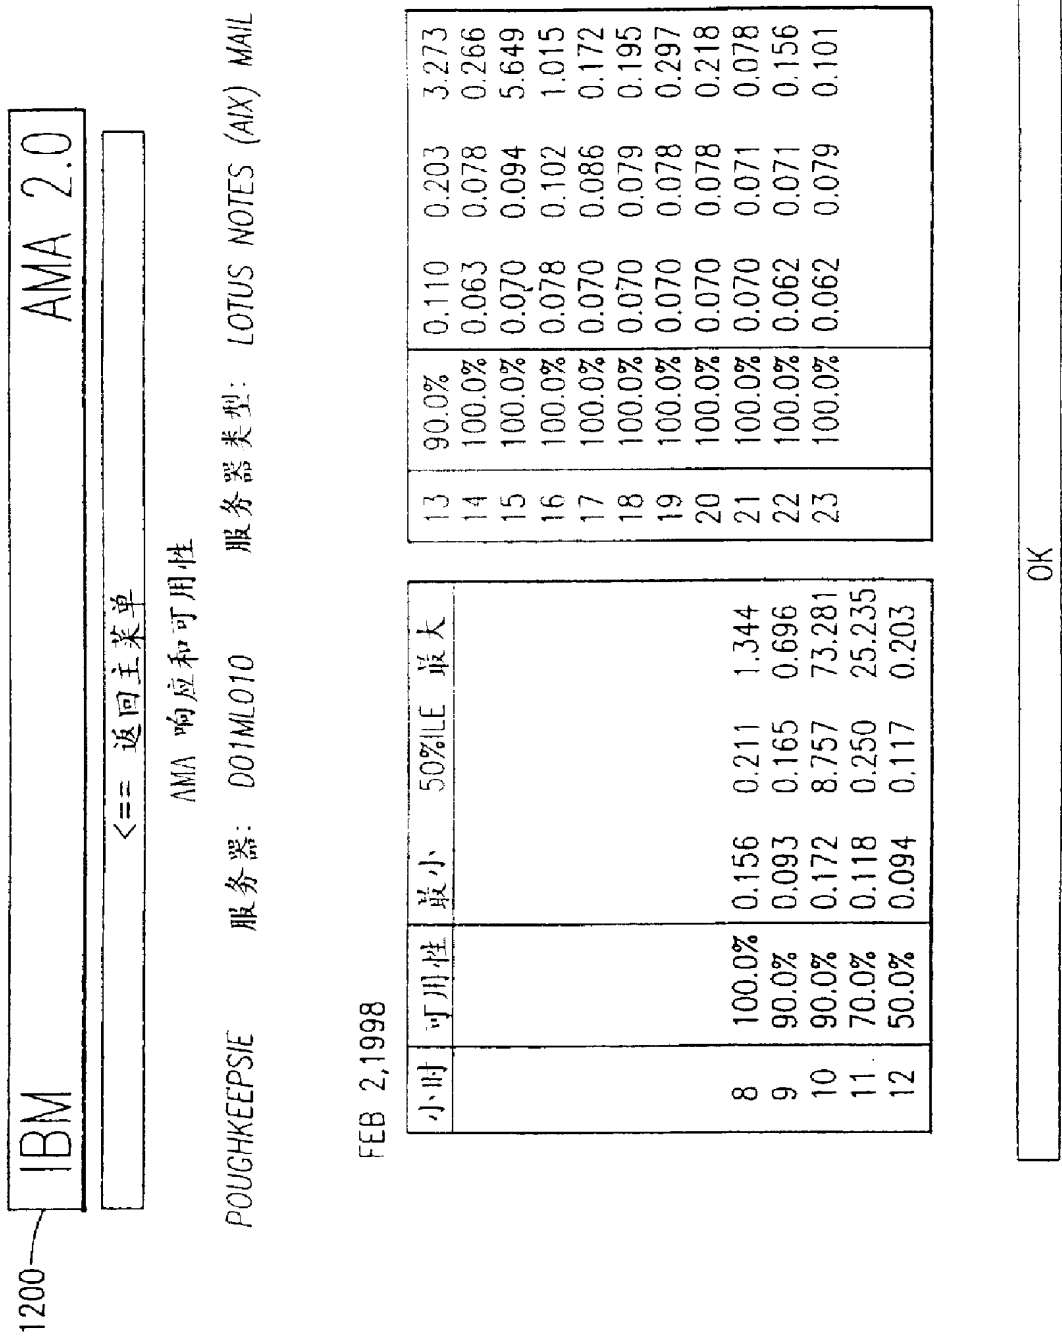 1200
IBM AMA 2.0
<== 返回主菜单
AMA 响应和可用性
POUGHKEEPSIE 服务器: D01ML010 服务器类型: LOTUS NOTES (AIX) MAIL
FEB 2,1998
小时 可用性 最小 50%ILE 最大
8 100.0% 0.156 0.211 1.344
9 90.0% 0.093 0.165 0.696
10 90.0% 0.172 8.757 73.281
11 70.0% 0.118 0.250 25.235
12 50.0% 0.094 0.117 0.203
13 90.0% 0.110 0.203 3.273
14 100.0% 0.063 0.078 0.266
15 100.0% 0.070 0.094 5.649
16 100.0% 0.078 0.102 1.015
17 100.0% 0.070 0.086 0.172
18 100.0% 0.070 0.079 0.195
19 100.0% 0.070 0.078 0.297
20 100.0% 0.070 0.078 0.218
21 100.0% 0.070 0.071 0.078
22 100.0% 0.062 0.071 0.156
23 100.0% 0.062 0.079 0.101
OK